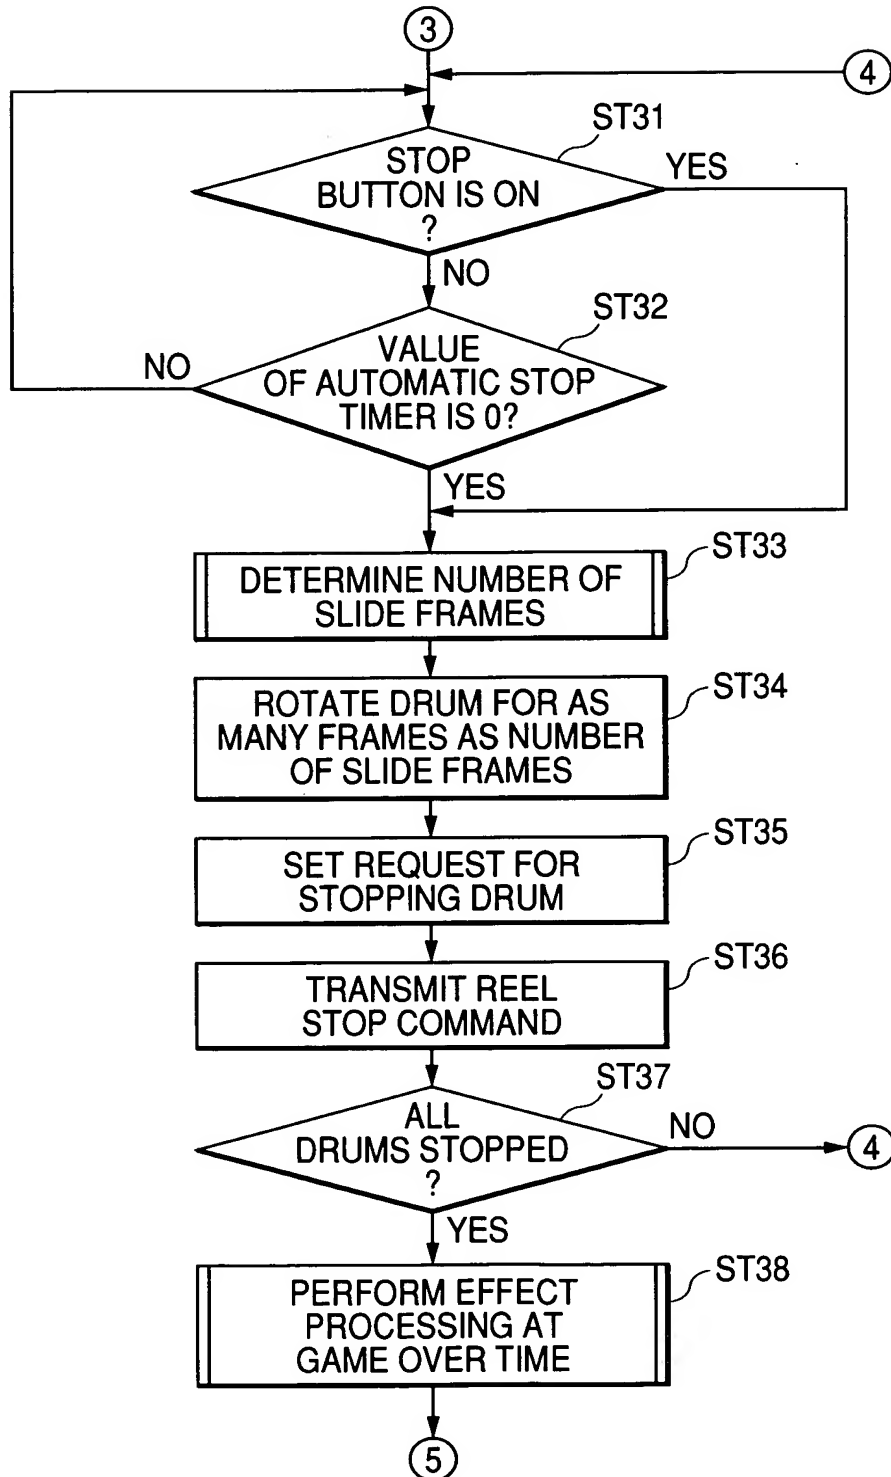 3
4
ST31
STOP
BUTTON IS ON
?
YES
NO
ST32
VALUE
OF AUTOMATIC STOP
TIMER IS 0?
NO
YES
ST33
DETERMINE NUMBER OF
SLIDE FRAMES
ST34
ROTATE DRUM FOR AS
MANY FRAMES AS NUMBER
OF SLIDE FRAMES
ST35
SET REQUEST FOR
STOPPING DRUM
ST36
TRANSMIT REEL
STOP COMMAND
ST37
ALL
DRUMS STOPPED
?
NO
4
YES
ST38
PERFORM EFFECT
PROCESSING AT
GAME OVER TIME
5